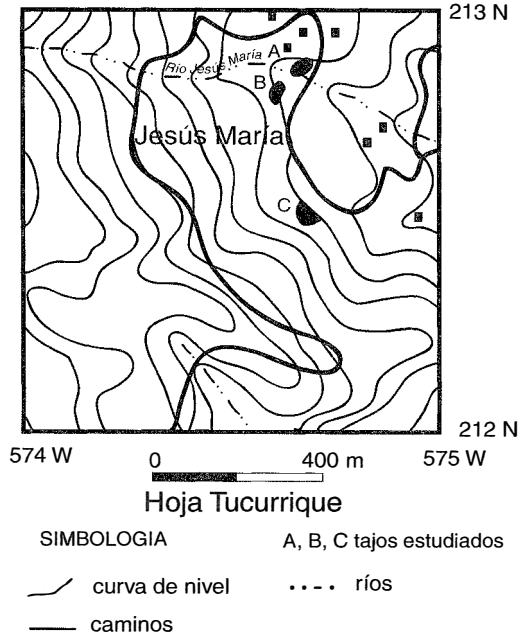 213 N
Río Jesús María
A
B
Jesús María
C
212 N
574 W
0
400 m
575 W
Hoja Tucurrique
SIMBOLOGIA
A, B, C tajos estudiados
curva de nivel
ríos
caminos